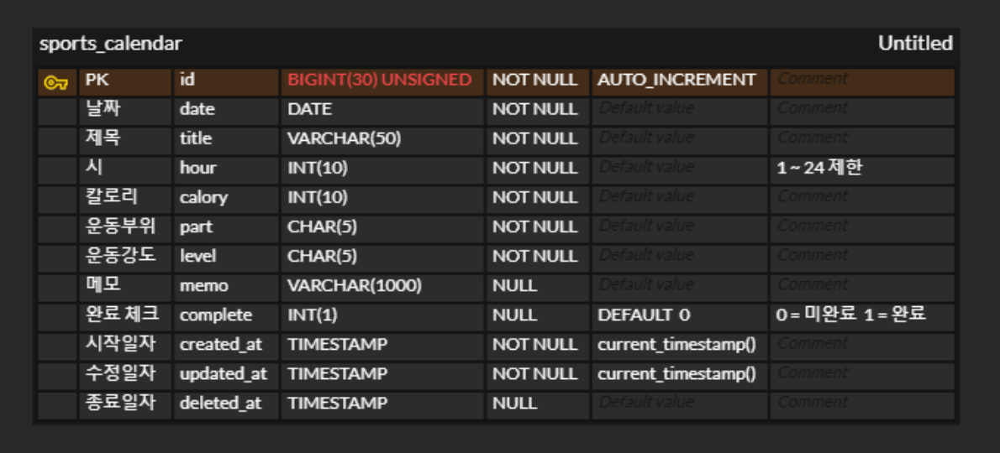 sports_calendar Untitled
PK id BIGINT(30) UNSIGNED NOT NULL AUTO_INCREMENT Comment
날짜 date DATE NOT NULL Default value Comment
제목 title VARCHAR(50) NOT NULL Default value Comment
시 hour INT(10) NOT NULL Default value 1 ~ 24 제한
칼로리 calory INT(10) NOT NULL Default value Comment
운동부위 part CHAR(5) NOT NULL Default value Comment
운동강도 level CHAR(5) NOT NULL Default value Comment
메모 memo VARCHAR(1000) NULL Default value Comment
완료 체크 complete INT(1) NULL DEFAULT 0 0 = 미완료 1 = 완료
시작일자 created_at TIMESTAMP NOT NULL current_timestamp() Comment
수정일자 updated_at TIMESTAMP NOT NULL current_timestamp() Comment
종료일자 deleted_at TIMESTAMP NULL Default value Comment